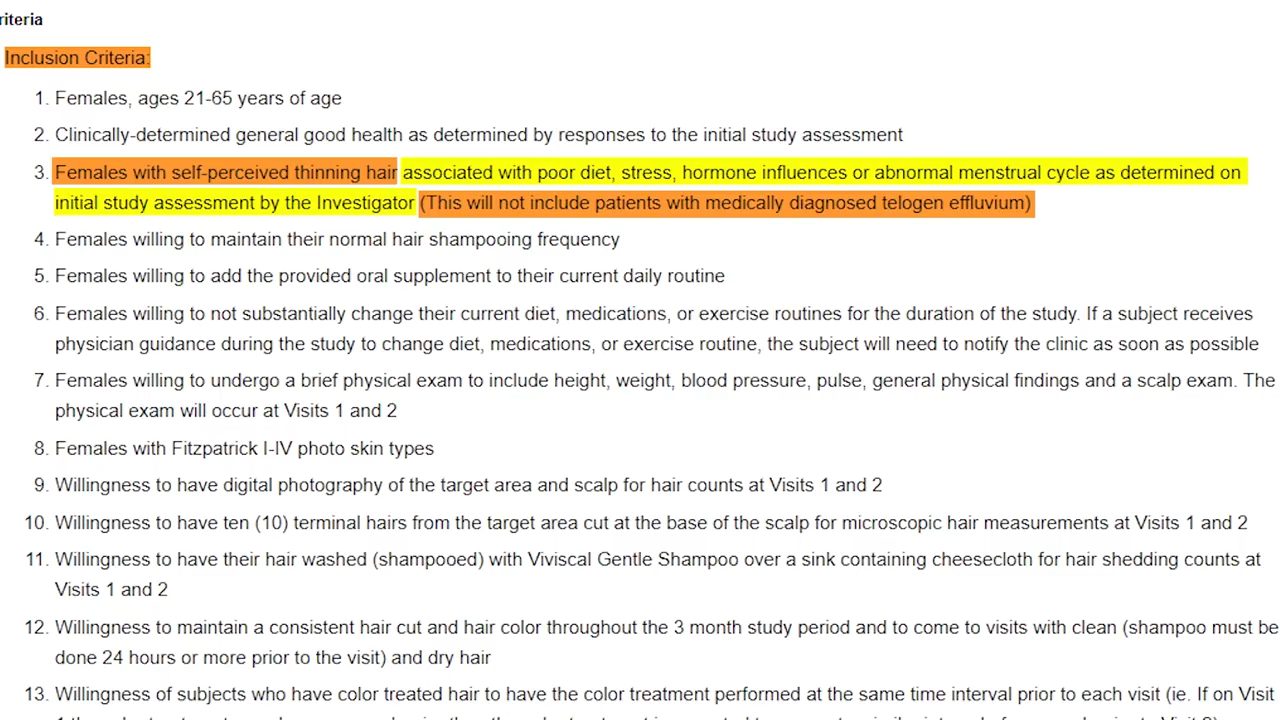 riteria
Inclusion Criteria:
1. Females, ages 21-65 years of age
2. Clinically-determined general good health as determined by responses to the initial study assessment
3. Females with self-perceived thinning hair associated with poor diet, stress, hormone influences or abnormal menstrual cycle as determined on
initial study assessment by the Investigator (This will not include patients with medically diagnosed telogen effluvium)
4. Females willing to maintain their normal hair shampooing frequency
5. Females willing to add the provided oral supplement to their current daily routine
6. Females willing to not substantially change their current diet, medications, or exercise routines for the duration of the study. If a subject receives
physician guidance during the study to change diet, medications, or exercise routine, the subject will need to notify the clinic as soon as possible
7. Females willing to undergo a brief physical exam to include height, weight, blood pressure, pulse, general physical findings and a scalp exam. The
physical exam will occur at Visits 1 and 2
8. Females with Fitzpatrick I-IV photo skin types
9. Willingness to have digital photography of the target area and scalp for hair counts at Visits 1 and 2
10. Willingness to have ten (10) terminal hairs from the target area cut at the base of the scalp for microscopic hair measurements at Visits 1 and 2
11. Willingness to have their hair washed (shampooed) with Viviscal Gentle Shampoo over a sink containing cheesecloth for hair shedding counts at
Visits 1 and 2
12. Willingness to maintain a consistent hair cut and hair color throughout the 3 month study period and to come to visits with clean (shampoo must be
done 24 hours or more prior to the visit) and dry hair
13. Willingness of subjects who have color treated hair to have the color treatment performed at the same time interval prior to each visit (ie. If on Visit